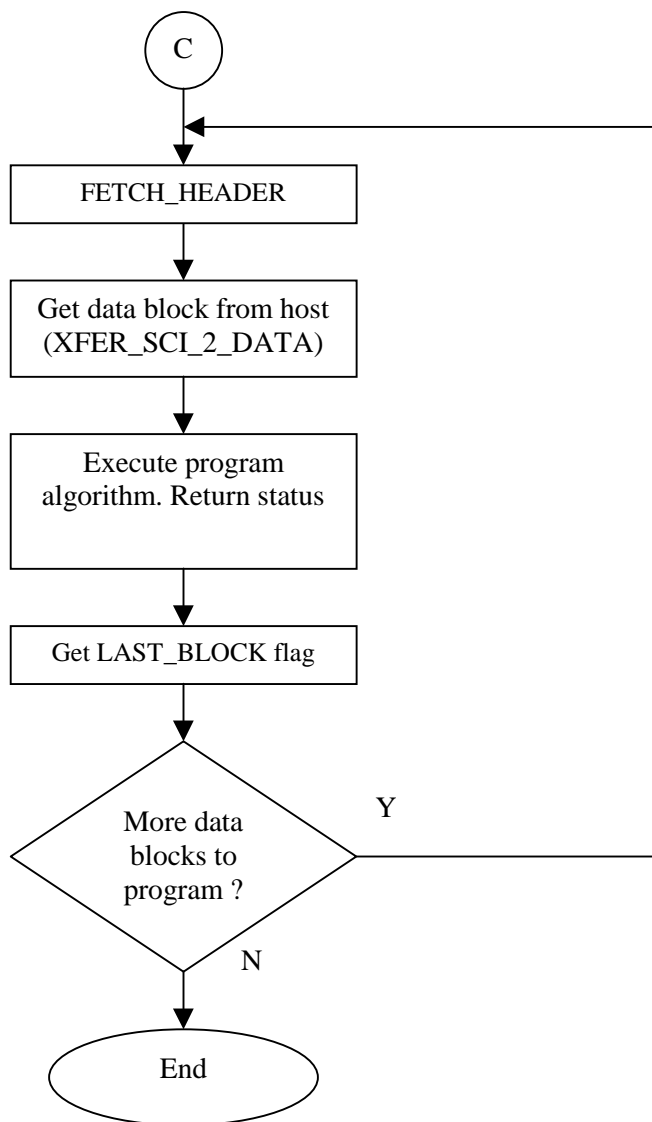 C
FETCH_HEADER
Get data block from host
(XFER_SCI_2_DATA)
Execute program
algorithm. Return status
Get LAST_BLOCK flag
More data
blocks to
program ?
Y
N
End